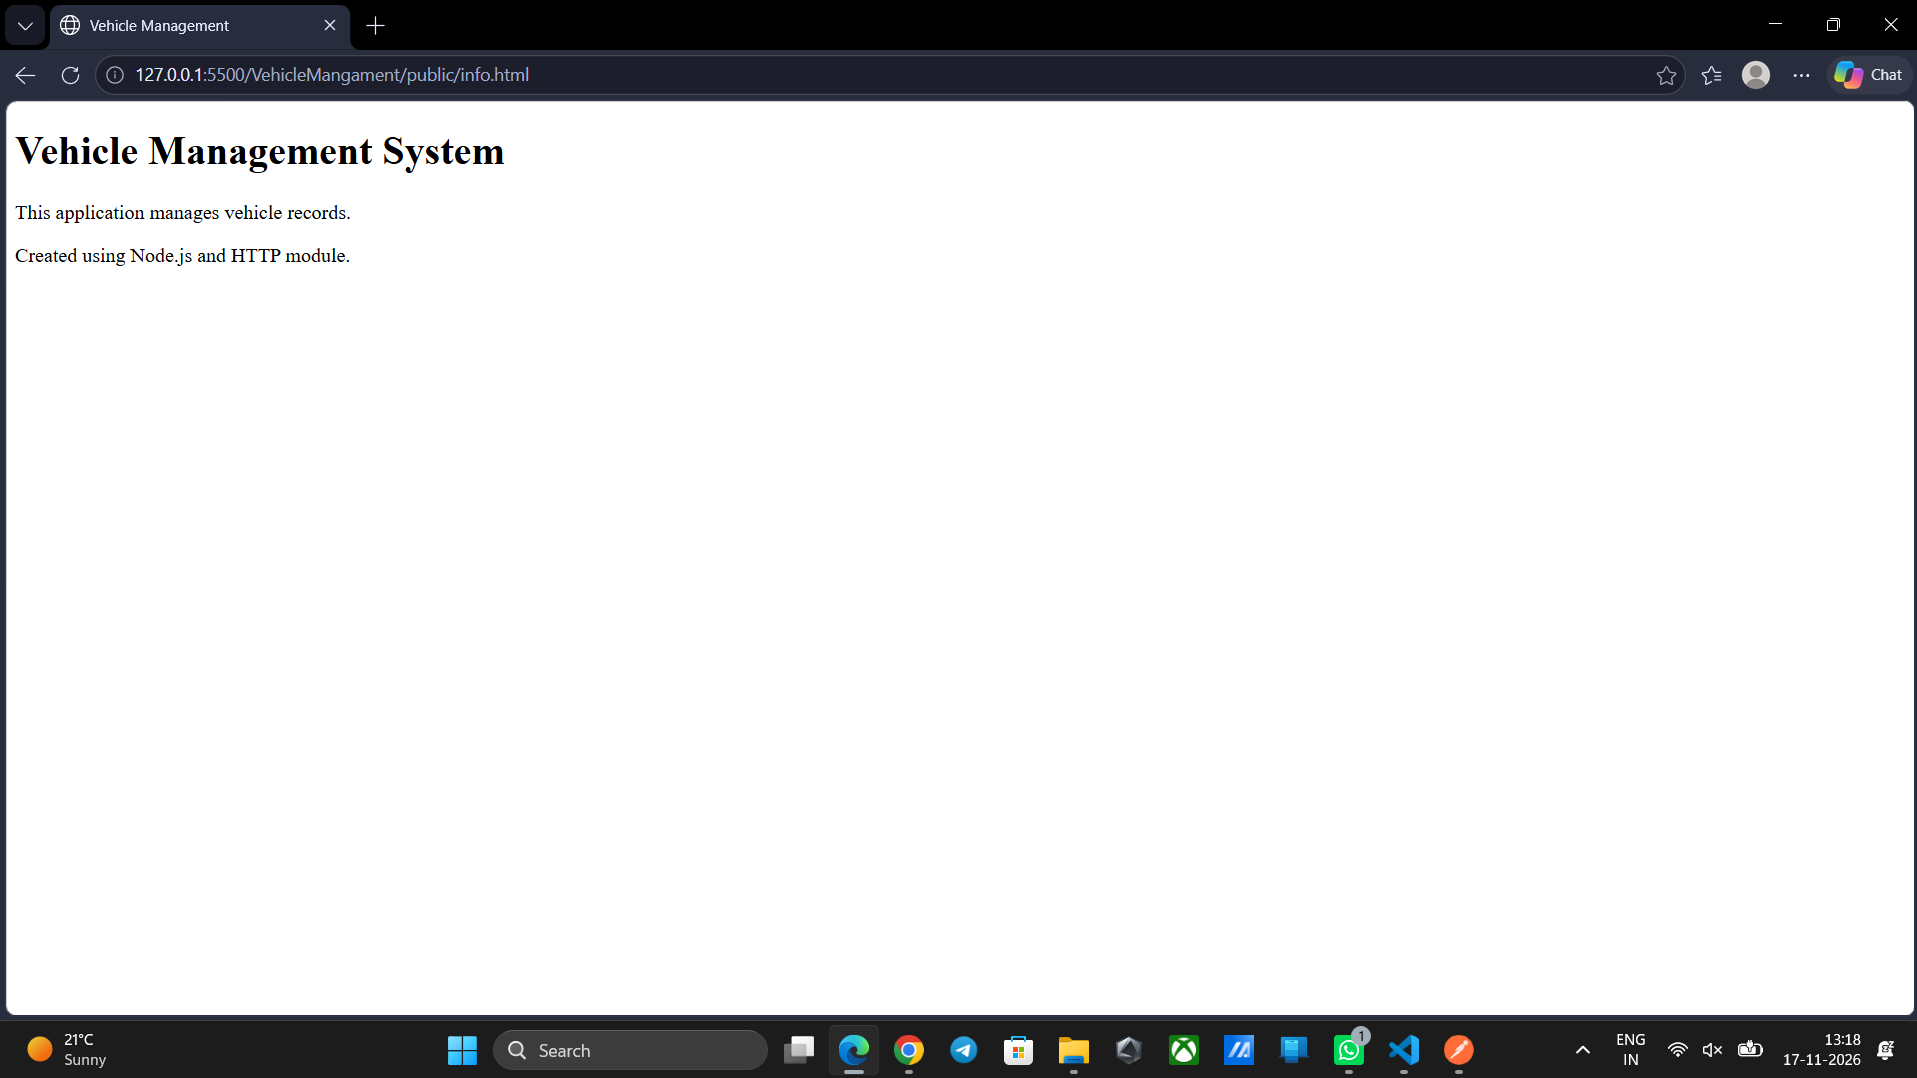 Vehicle Management
127.0.0.1:5500/VehicleMangament/public/info.html
Chat
Vehicle Management System
This application manages vehicle records.
Created using Node.js and HTTP module.
21°C
Sunny
Search
1
ENG
IN
13:18
17-11-2026